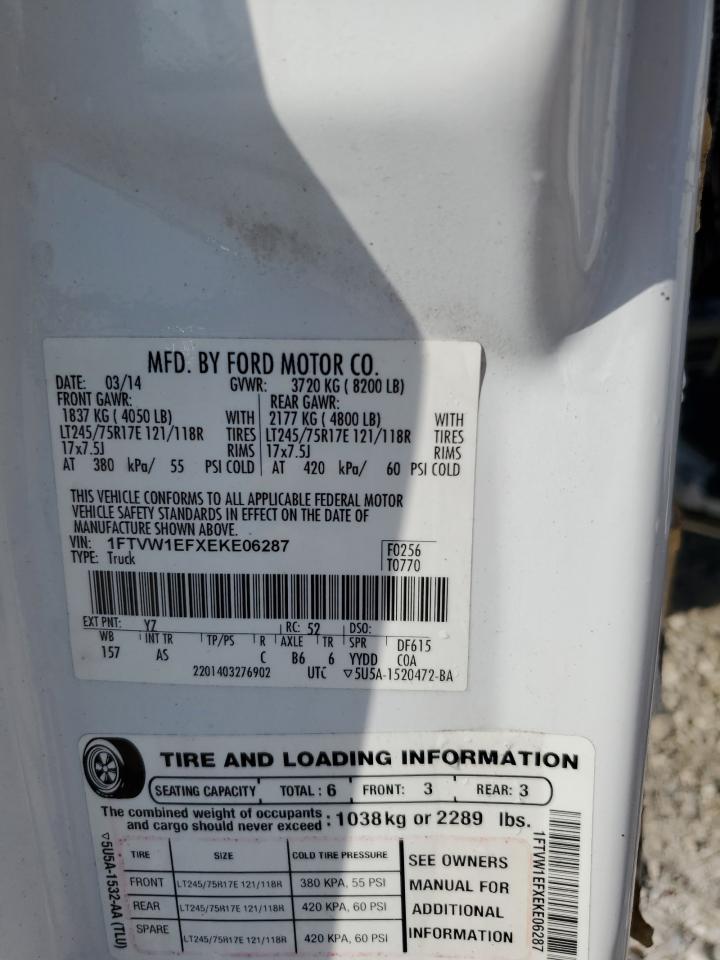 MFD. BY FORD MOTOR CO.
DATE: 03/14 GVWR: 3720 KG ( 8200 LB)
FRONT GAWR: REAR GAWR:
1837 KG ( 4050 LB) WITH 2177 KG ( 4800 LB) WITH
LT245/75R17E 121/118R TIRES LT245/75R17E 121/118R TIRES
17x7.5J RIMS 17x7.5J RIMS
AT 380 kPa/ 55 PSI COLD AT 420 kPa/ 60 PSI COLD
THIS VEHICLE CONFORMS TO ALL APPLICABLE FEDERAL MOTOR
VEHICLE SAFETY STANDARDS IN EFFECT ON THE DATE OF
MANUFACTURE SHOWN ABOVE.
VIN: 1FTVW1EFXEKE06287 F0256
TYPE: Truck T0770
EXT PNT: YZ RC: 52 DSO:
WB INT TR TP/PS R AXLE TR SPR DF615
157 AS C B6 6 YYDD COA
2201403276902 UTC ▽5U5A-1520472-BA
TIRE AND LOADING INFORMATION
SEATING CAPACITY TOTAL: 6 FRONT: 3 REAR: 3
The combined weight of occupants
and cargo should never exceed : 1038kg or 2289 lbs.
TIRE SIZE COLD TIRE PRESSURE
FRONT LT245/75R17E 121/118R 380 KPA, 55 PSI
REAR LT245/75R17E 121/118R 420 KPA, 60 PSI
SPARE LT245/75R17E 121/118R 420 KPA, 60 PSI
SEE OWNERS
MANUAL FOR
ADDITIONAL
INFORMATION
▽5U5A-1532-AA (TLU)
1FTVW1EFXEKE06287